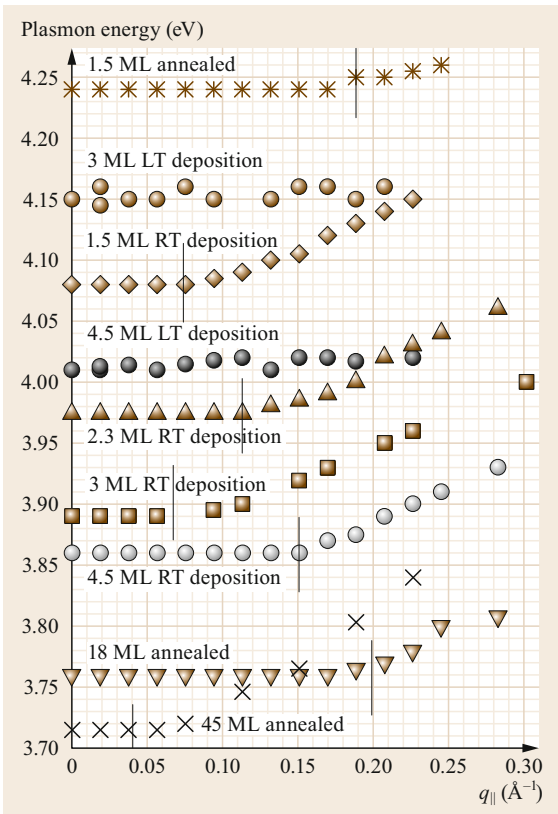 Plasmon energy (eV)
4.25
1.5 ML annealed
4.20
3 ML LT deposition
4.15
1.5 ML RT deposition
4.10
4.05
4.5 ML LT deposition
4.00
2.3 ML RT deposition
3.95
3 ML RT deposition
3.90
3.85
4.5 ML RT deposition
3.80
18 ML annealed
3.75
45 ML annealed
3.70
0 0.05 0.10 0.15 0.20 0.25 0.30
q|| (Å⁻¹)